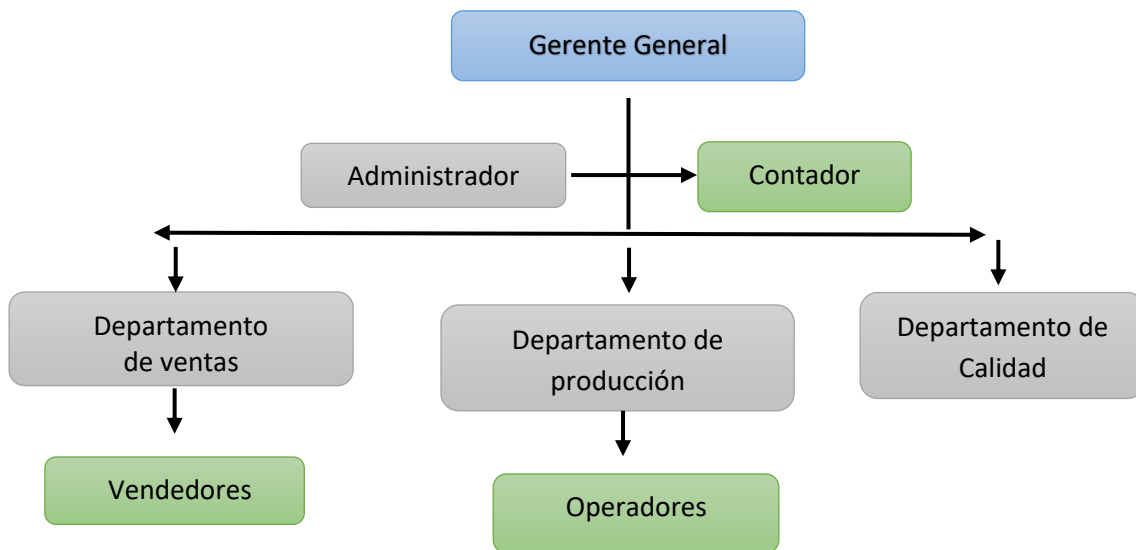 Gerente General
Administrador
Contador
Departamento
de ventas
Departamento de
producción
Departamento de
Calidad
Vendedores
Operadores